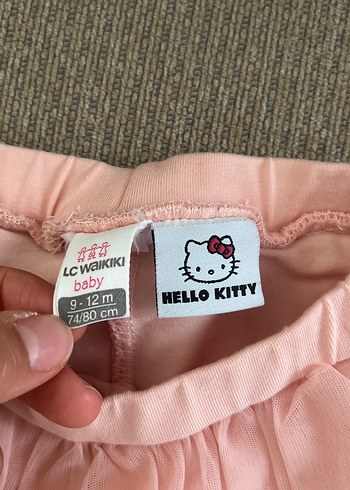 LC WAIKIKI
baby
9 - 12 m
74/80 cm
HELLO KITTY